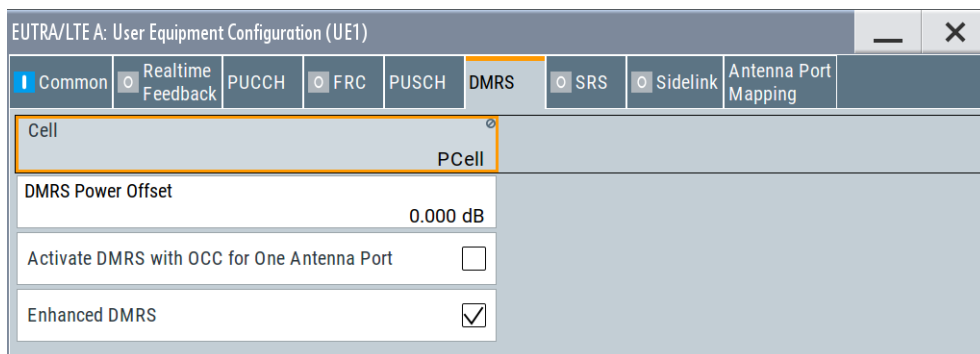 EUTRA/LTE A: User Equipment Configuration (UE1)
Common
Realtime
Feedback
PUCCH
FRC
PUSCH
DMRS
SRS
Sidelink
Antenna Port
Mapping
Cell
PCell
DMRS Power Offset
0.000 dB
Activate DMRS with OCC for One Antenna Port
Enhanced DMRS